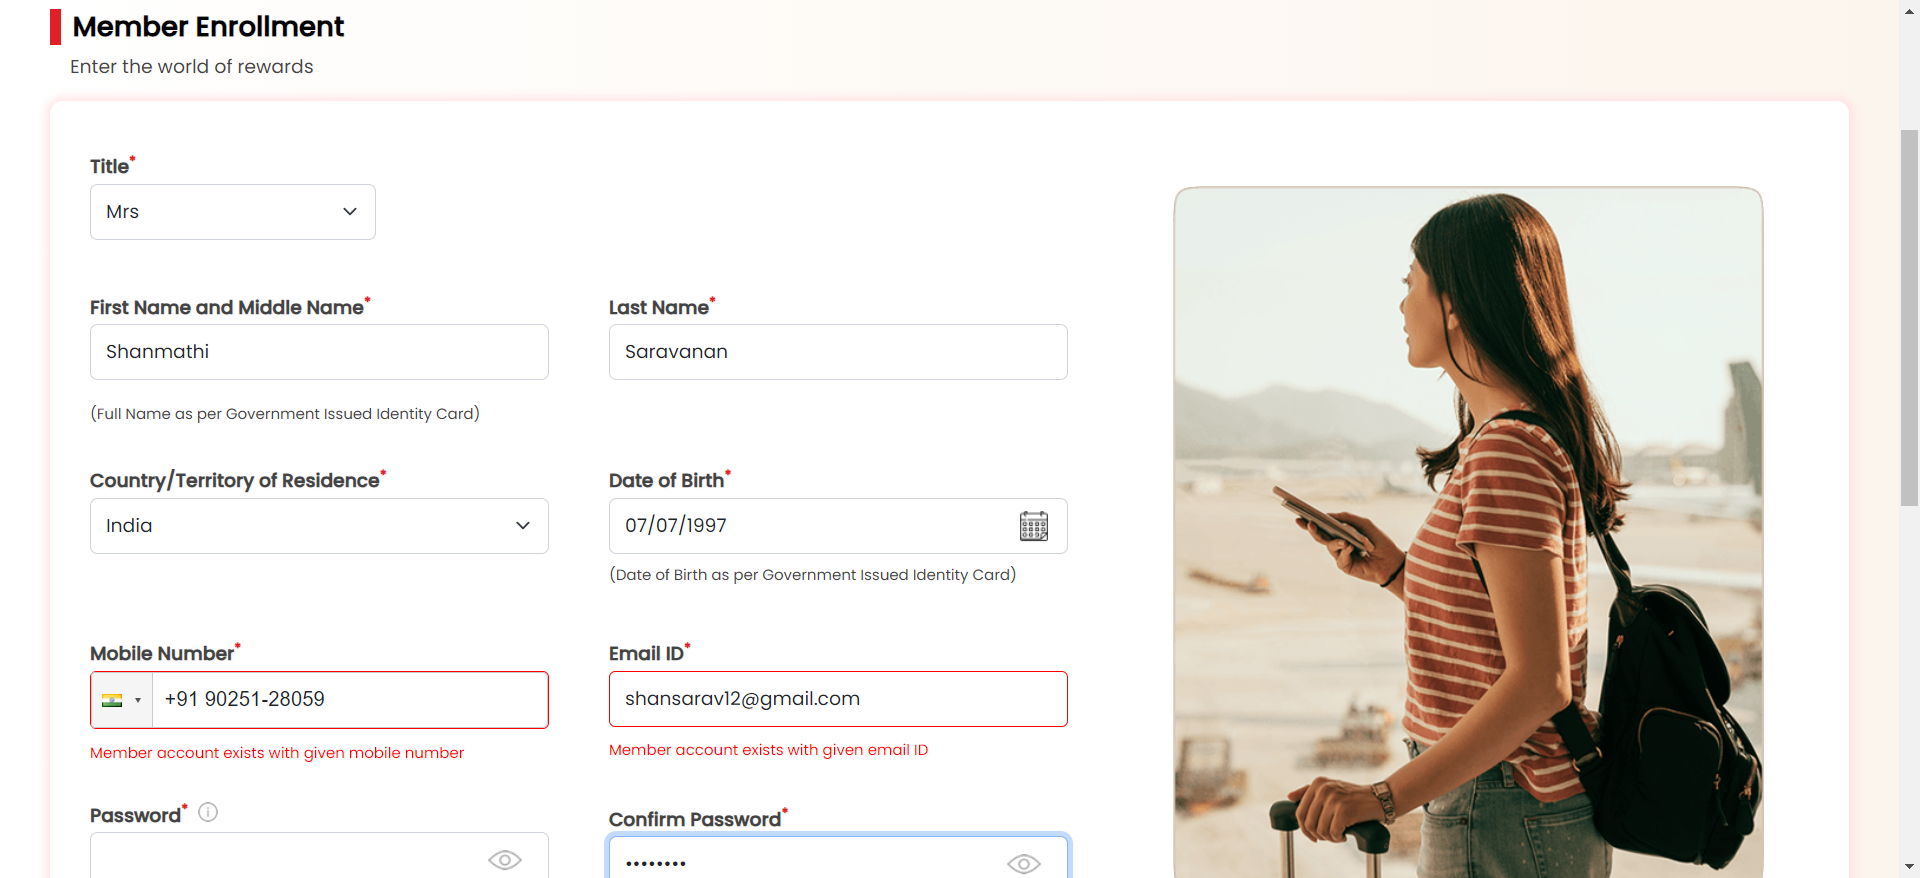 Member Enrollment
Enter the world of rewards
Title*
Mrs
First Name and Middle Name*
Last Name*
Shanmathi
Saravanan
(Full Name as per Government Issued Identity Card)
Country/Territory of Residence*
Date of Birth*
India
07/07/1997
(Date of Birth as per Government Issued Identity Card)
Mobile Number*
Email ID*
+91 90251-28059
shansarav12@gmail.com
Member account exists with given mobile number
Member account exists with given email ID
Password*
Confirm Password*
••••••••